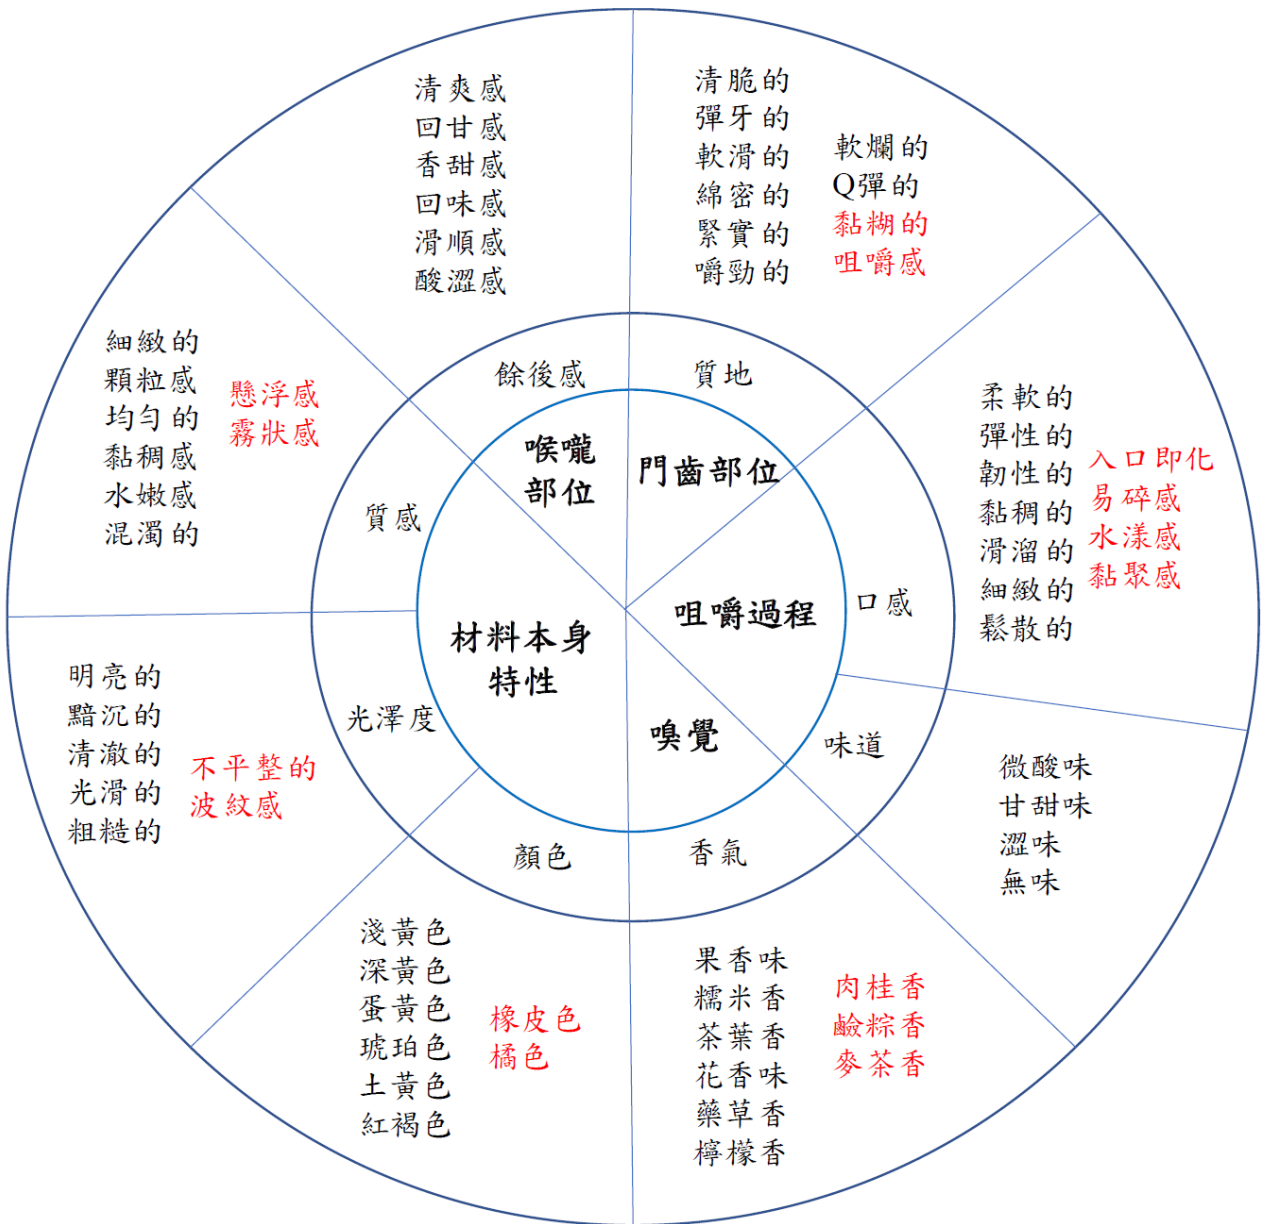 清爽感
回甘感
香甜感
回味感
滑順感
酸澀感
清脆的
彈牙的
軟滑的
綿密的
緊實的
嚼勁的
軟爛的
Q彈的
黏糊的
咀嚼感
細緻的
顆粒感
均勻的
黏稠感
水嫩感
混濁的
懸浮感
霧狀感
餘後感
質地
喉嚨
部位
門齒部位
柔軟的
彈性的
韌性的
黏稠的
滑溜的
細緻的
鬆散的
入口即化
易碎感
水漾感
黏聚感
質感
口感
咀嚼過程
材料本身
特性
嗅覺
光澤度
味道
明亮的
黯沉的
清澈的
光滑的
粗糙的
不平整的
波紋感
微酸味
甘甜味
澀味
無味
顏色
香氣
淺黃色
深黃色
蛋黃色
琥珀色
土黃色
紅褐色
橡皮色
橘色
果香味
糯米香
茶葉香
花香味
藥草香
檸檬香
肉桂香
鹼粽香
麥茶香